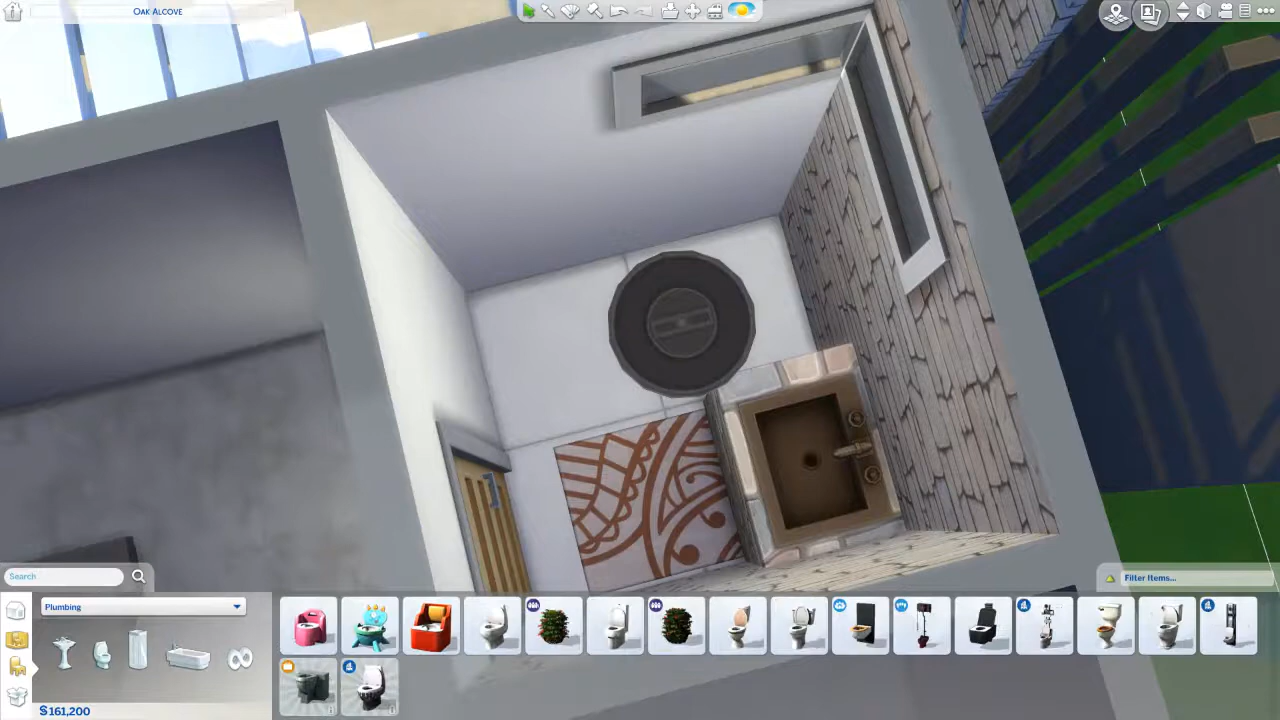 Oak Alcove
Search
Filter Items...
Plumbing
$161,200